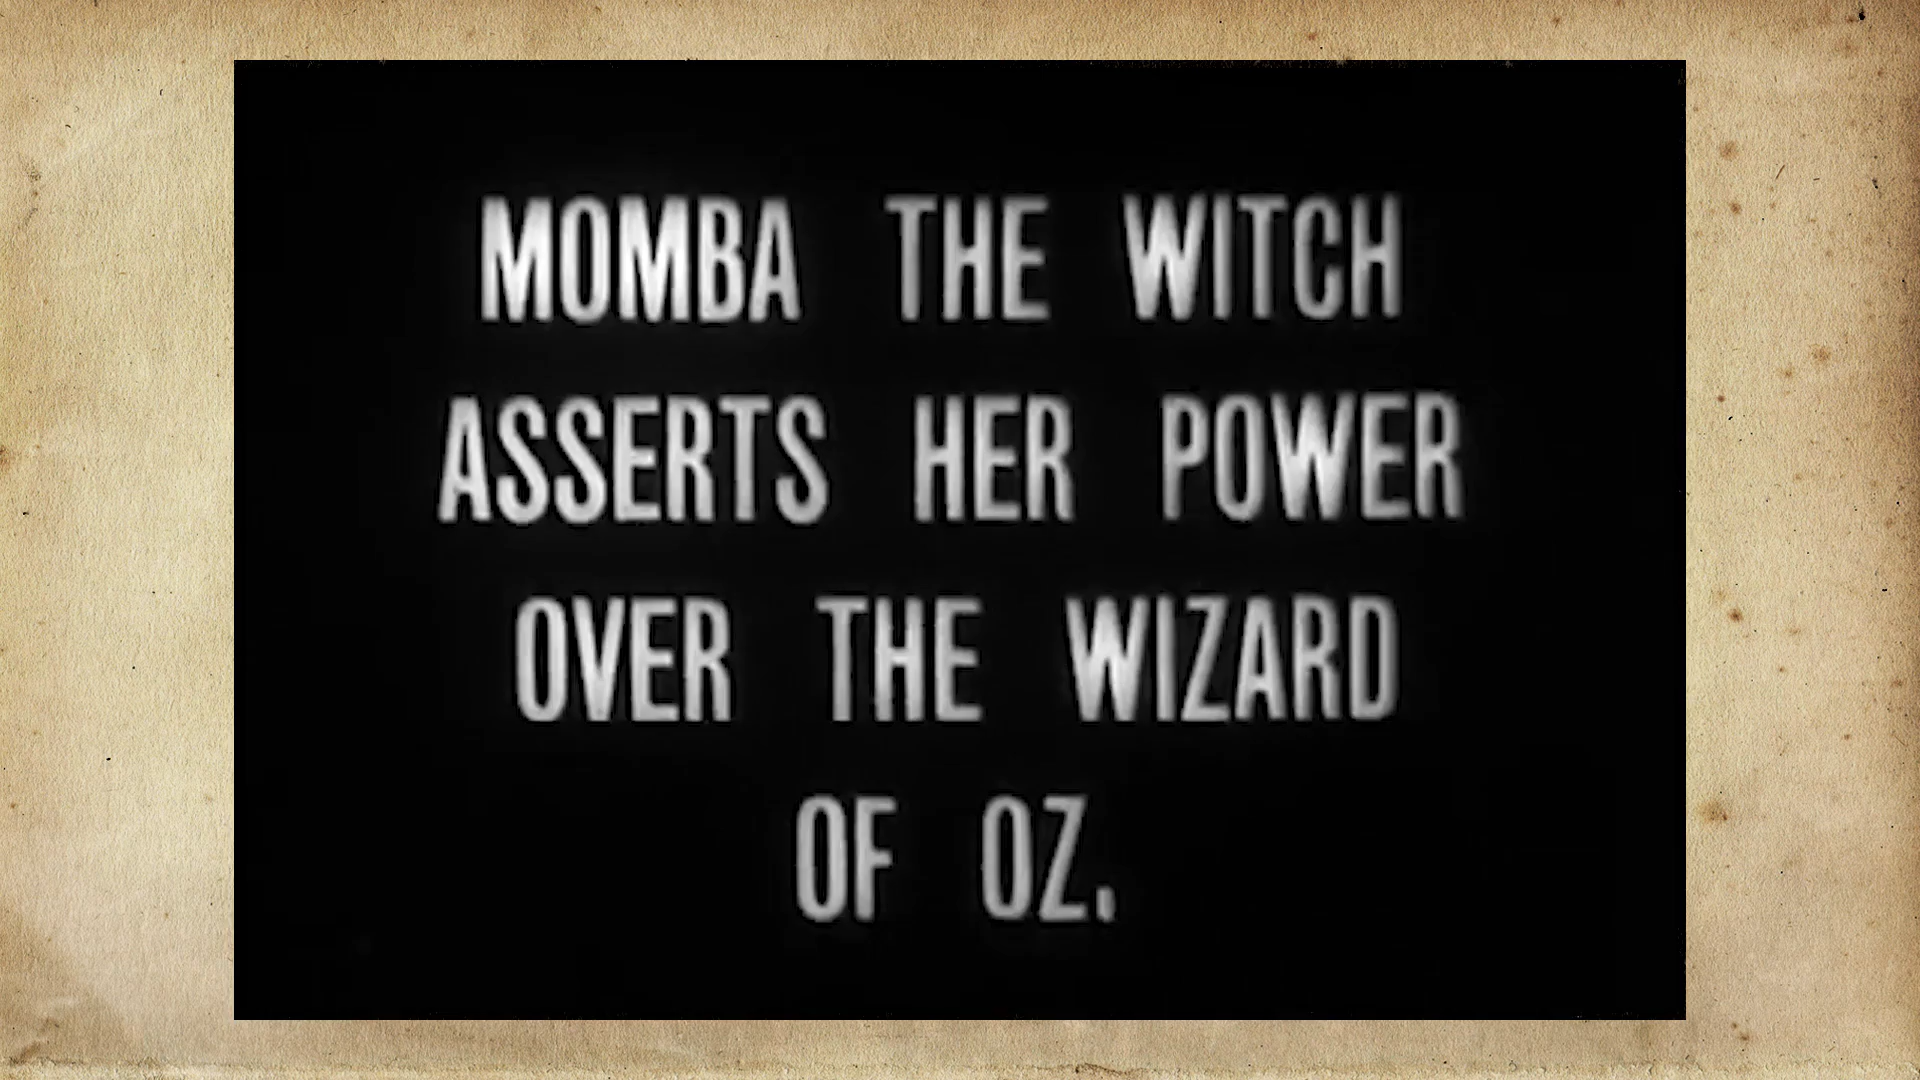 MOMBA THE WITCH
ASSERTS HER POWER
OVER THE WIZARD
OF OZ.